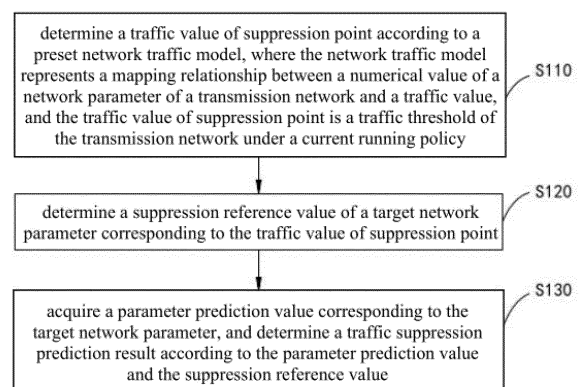 determine a traffic value of suppression point according to a
preset network traffic model, where the network traffic model
represents a mapping relationship between a numerical value of a
network parameter of a transmission network and a traffic value,
and the traffic value of suppression point is a traffic threshold of
the transmission network under a current running policy
S110
determine a suppression reference value of a target network
parameter corresponding to the traffic value of suppression point
S120
acquire a parameter prediction value corresponding to the
target network parameter, and determine a traffic suppression
prediction result according to the parameter prediction value
and the suppression reference value
S130